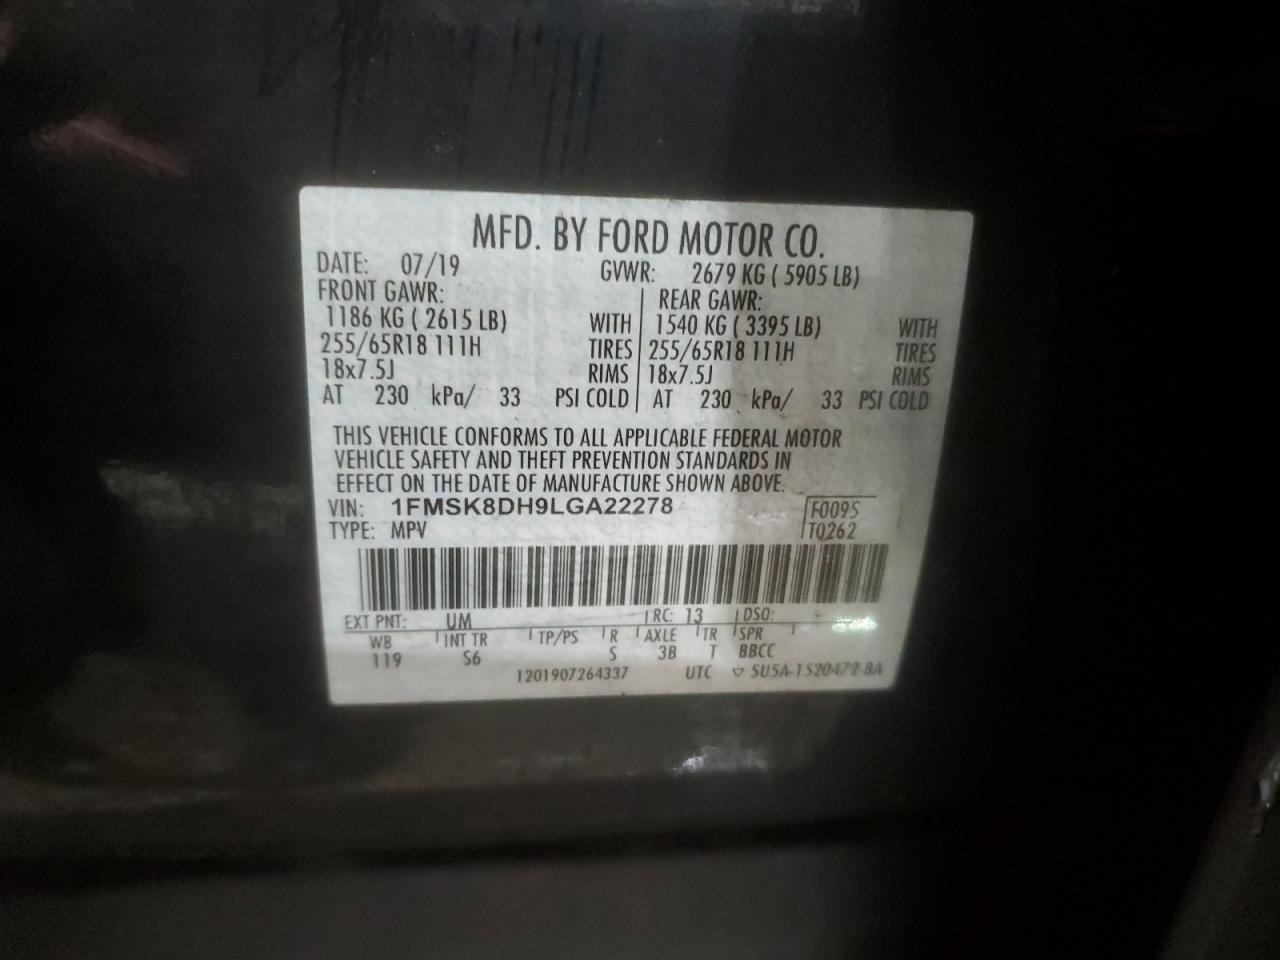 MFD. BY FORD MOTOR CO.
DATE: 07/19 GVWR: 2679 KG ( 5905 LB)
FRONT GAWR: REAR GAWR:
1186 KG ( 2615 LB) WITH 1540 KG ( 3395 LB) WITH
255/65R18 111H TIRES 255/65R18 111H TIRES
18x7.5J RIMS 18x7.5J RIMS
AT 230 kPa/ 33 PSI COLD AT 230 kPa/ 33 PSI COLD
THIS VEHICLE CONFORMS TO ALL APPLICABLE FEDERAL MOTOR
VEHICLE SAFETY AND THEFT PREVENTION STANDARDS IN
EFFECT ON THE DATE OF MANUFACTURE SHOWN ABOVE.
VIN: 1FMSK8DH9LGA22278 F0095
TYPE: MPV T0262
EXT PNT: UM RC: 13 DSO:
WB INT TR TP/PS R AXLE TR SPR
119 S6 S 3B T BBCC
1201907264337 UTC ▽ 5U5A-1520472-BA